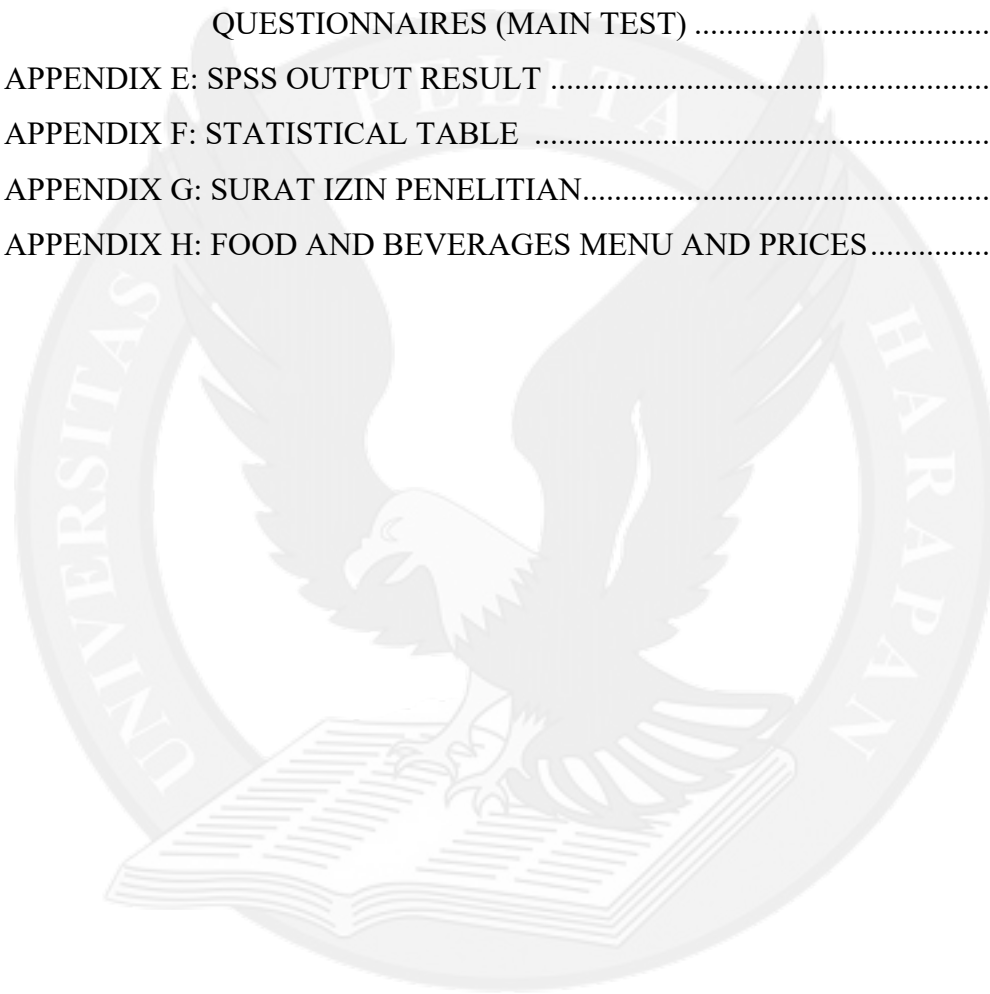 QUESTIONNAIRES (MAIN TEST) ...................................
APPENDIX E: SPSS OUTPUT RESULT ....................................................
APPENDIX F: STATISTICAL TABLE ......................................................
APPENDIX G: SURAT IZIN PENELITIAN................................................
APPENDIX H: FOOD AND BEVERAGES MENU AND PRICES..............
UNIVERSITAS PELITA HARAPAN